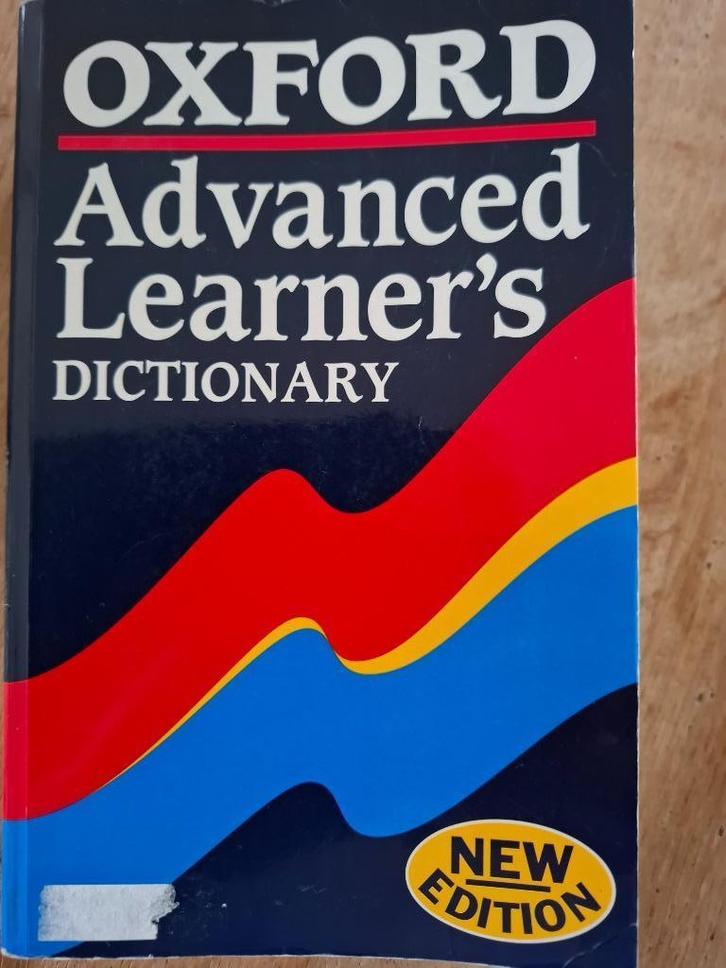 OXFORD
Advanced
Learner's
DICTIONARY
NEW
EDITION